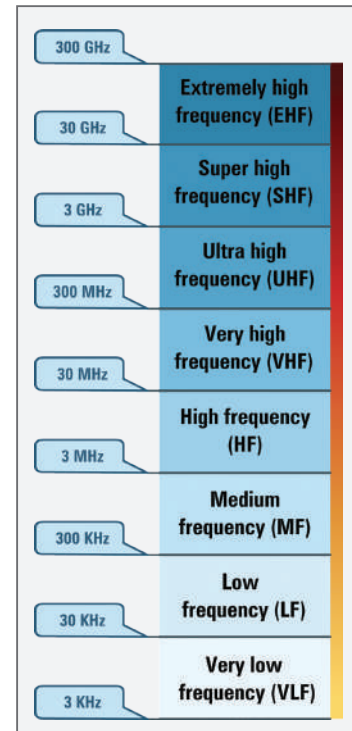 300 GHz
Extremely high
frequency (EHF)
30 GHz
Super high
frequency (SHF)
3 GHz
Ultra high
frequency (UHF)
300 MHz
Very high
frequency (VHF)
30 MHz
High frequency
(HF)
3 MHz
Medium
frequency (MF)
300 KHz
Low
frequency (LF)
30 KHz
Very low
frequency (VLF)
3 KHz